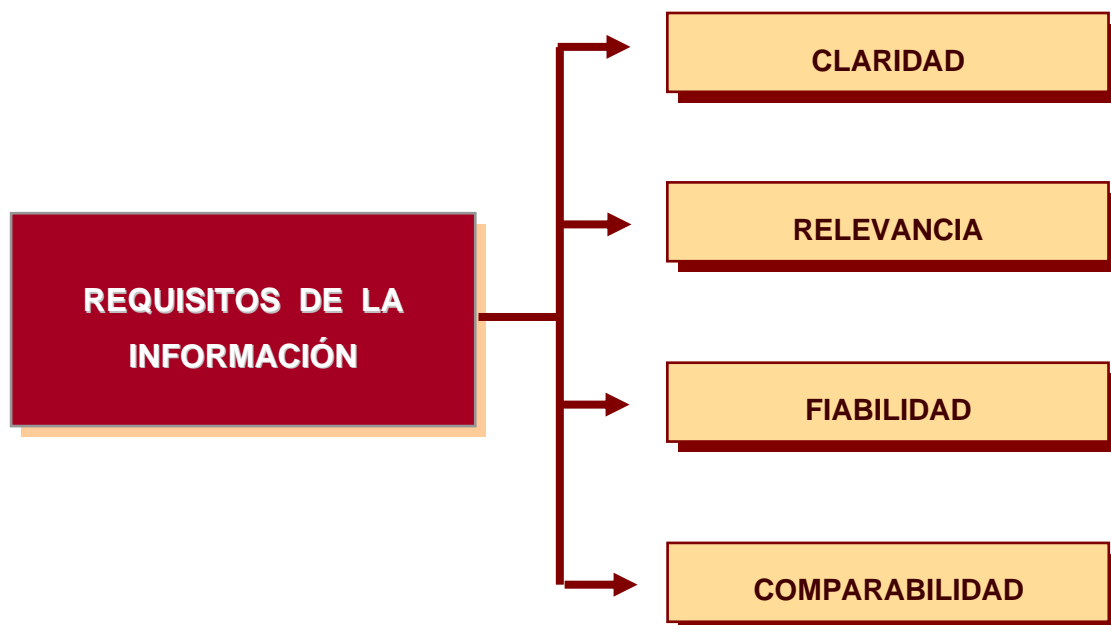 CLARIDAD
RELEVANCIA
REQUISITOS DE LA
INFORMACIÓN
FIABILIDAD
COMPARABILIDAD